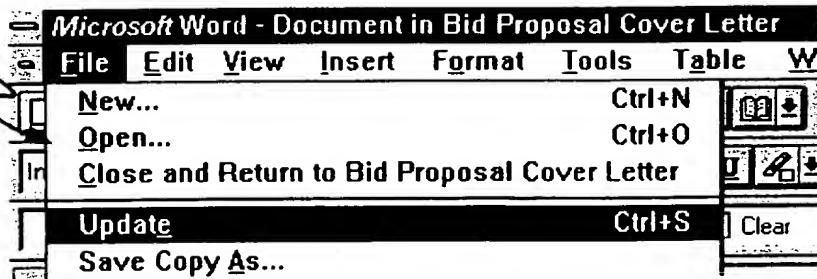 Microsoft Word - Document in Bid Proposal Cover Letter
File Edit View Insert Format Tools Table W
New... Ctrl+N
Open... Ctrl+O
In Close and Return to Bid Proposal Cover Letter U
Update Ctrl+S Clear
Save Copy As...